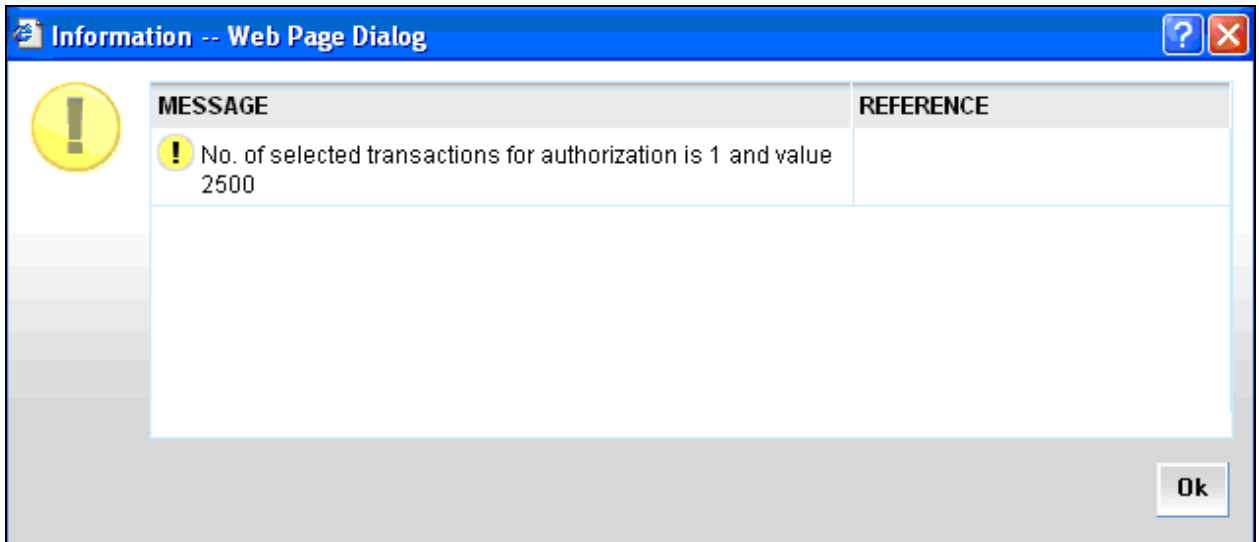 Information -- Web Page Dialog
MESSAGE REFERENCE
No. of selected transactions for authorization is 1 and value
2500
Ok